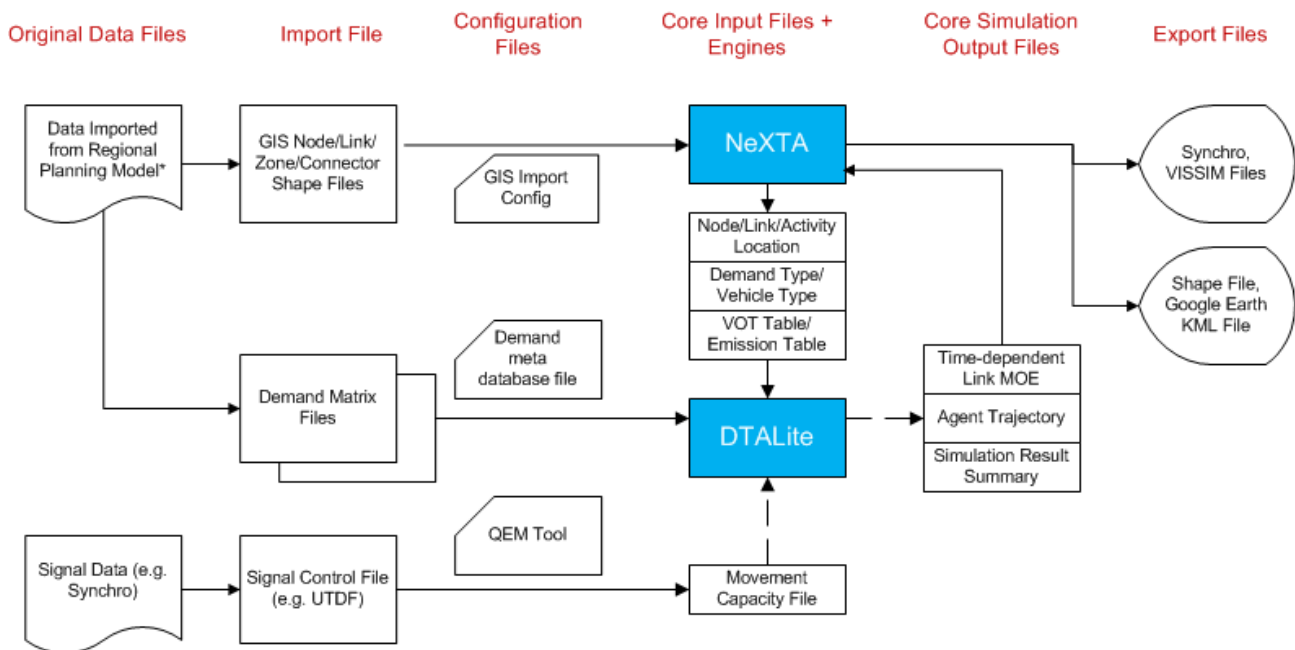 Original Data Files
Import File
Configuration
Files
Core Input Files +
Engines
Core Simulation
Output Files
Export Files
Data Imported
from Regional
Planning Model*
GIS Node/Link/
Zone/Connector
Shape Files
GIS Import
Config
NeXTA
Synchro,
VISSIM Files
Node/Link/Activity
Location
Demand Type/
Vehicle Type
VOT Table/
Emission Table
Shape File,
Google Earth
KML File
Demand Matrix
Files
Demand
meta
database file
DTALite
Time-dependent
Link MOE
Agent Trajectory
Simulation Result
Summary
Signal Data (e.g.
Synchro)
Signal Control File
(e.g. UTDF)
QEM Tool
Movement
Capacity File